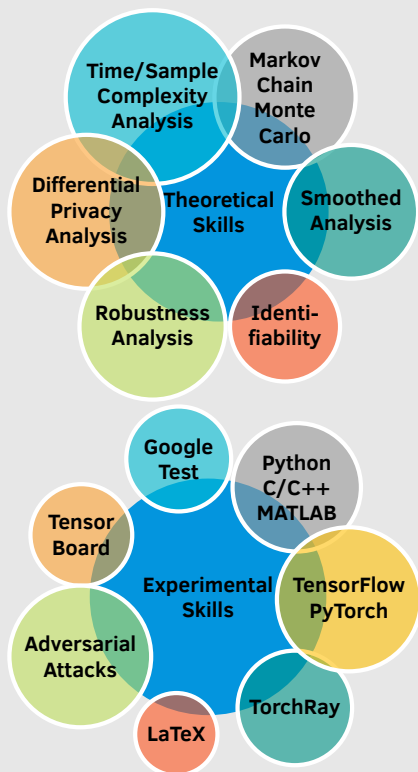 Time/Sample
Complexity
Analysis
Markov
Chain
Monte
Carlo
Differential
Privacy
Analysis
Theoretical
Skills
Smoothed
Analysis
Robustness
Analysis
Identi-
fiability
Google
Test
Python
C/C++
MATLAB
Tensor
Board
Experimental
Skills
TensorFlow
PyTorch
Adversarial
Attacks
LaTeX
TorchRay